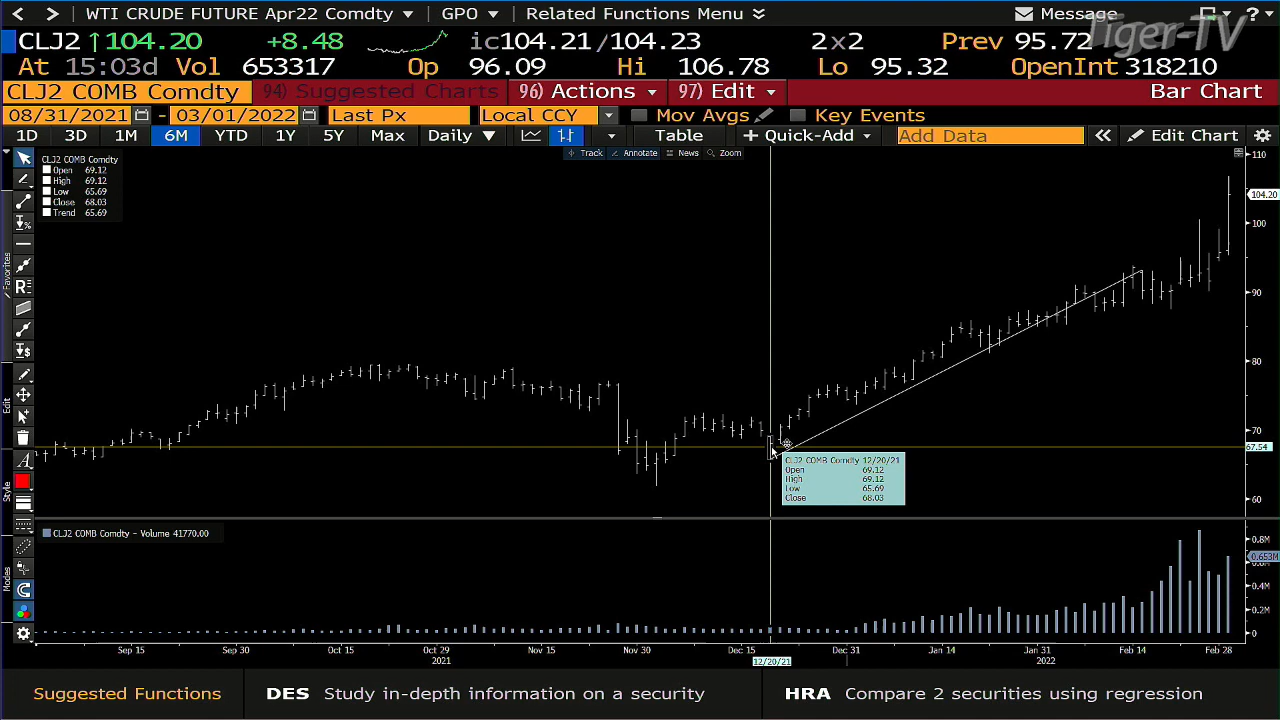 WTI CRUDE FUTURE Apr22 Comdty GPO Related Functions Menu Message ?
Tiger-TV
CLJ2 ↑104.20 +8.48 ic104.21/104.23 2x2 Prev 95.72
At 15:03d Vol 653317 Op 96.09 Hi 106.78 Lo 95.32 OpenInt 318210
CLJ2 COMB Comdty 94) Suggested Charts 96) Actions 97) Edit Bar Chart
08/31/2021 - 03/01/2022 Last Px Local CCY Mov Avgs Key Events
1D 3D 1M 6M YTD 1Y 5Y Max Daily Table + Quick-Add Add Data Edit Chart
Track Annotate News Zoom
CLJ2 COMB Comdty
Open 69.12
High 69.12
Low 65.69
Close 68.03
Trend 65.69
110
104.20
100
90
80
70
67.54
60
Favorites
Edit
Style
Modes
CLJ2 COMB Comdty 12/20/21
Open 69.12
High 69.12
Low 65.69
Close 68.03
CLJ2 COMB Comdty - Volume 41770.00
0.8M
0.653M
0.4M
0.2M
0
Sep 15 Sep 30 Oct 15 Oct 29 Nov 15 Nov 30 Dec 15 Dec 31 Jan 14 Jan 31 Feb 14 Feb 28
2021 12/20/21 2022
Suggested Functions DES Study in-depth information on a security HRA Compare 2 securities using regression